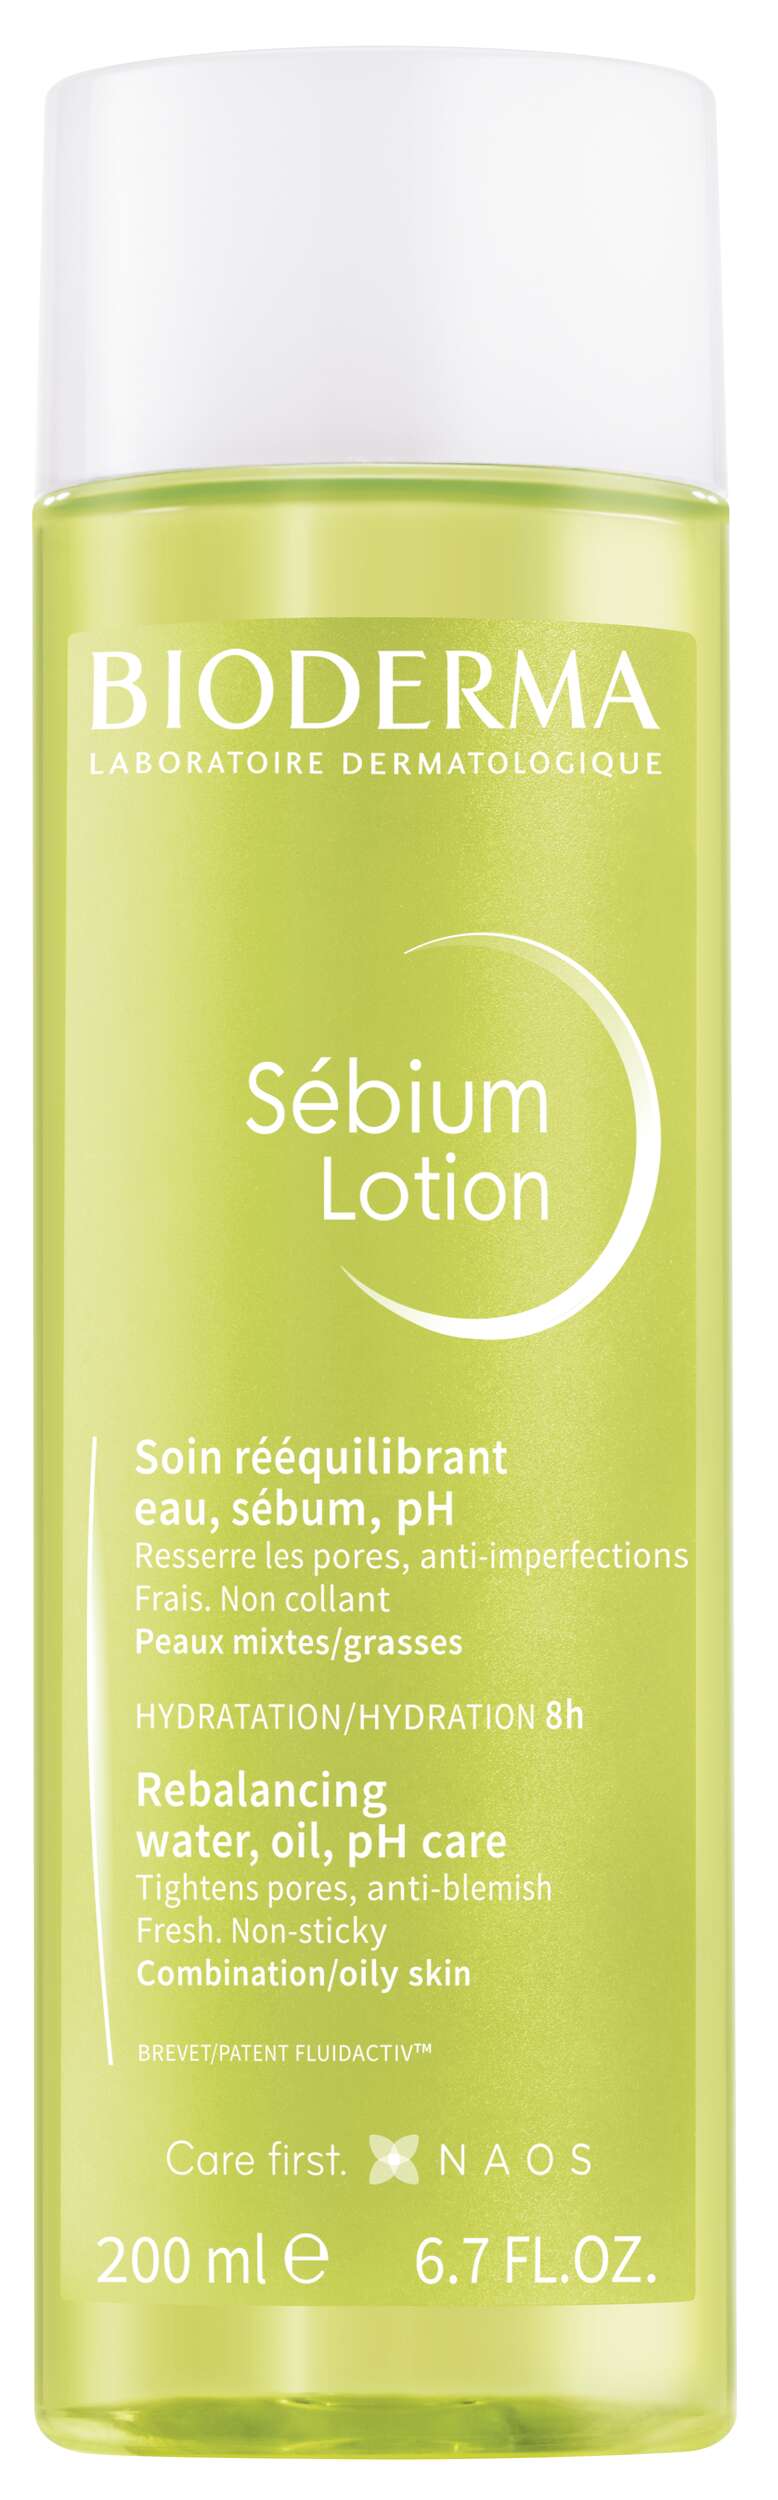 BIODERMA
LABORATOIRE DERMATOLOGIQUE
Sébium
Lotion
Soin rééquilibrant
eau, sébum, pH
Resserre les pores, anti-imperfections
Frais. Non collant
Peaux mixtes/grasses
HYDRATATION/HYDRATION 8h
Rebalancing
water, oil, pH care
Tightens pores, anti-blemish
Fresh. Non-sticky
Combination/oily skin
BREVET/PATENT FLUIDACTIV™
Care first. NAOS
200 ml ℮ 6.7 FL.OZ.